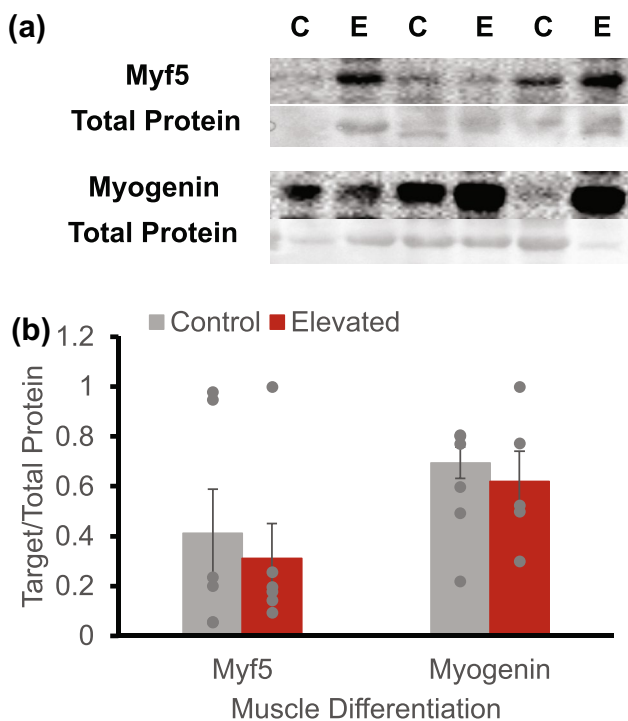 (a)
C E C E C E
Myf5
Total Protein
Myogenin
Total Protein
(b)
Control Elevated
1.2
1
0.8
0.6
0.4
0.2
0
Target/Total Protein
Myf5 Myogenin
Muscle Differentiation